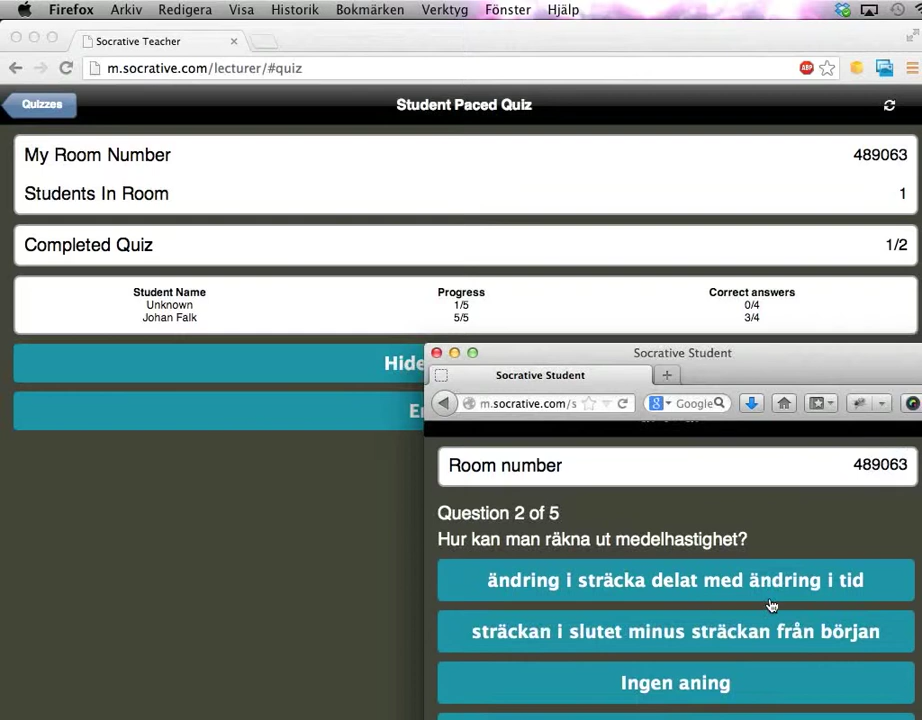 Firefox Arkiv Redigera Visa Historik Bokmärken Verktyg Fönster Hjälp
Socrative Teacher
m.socrative.com/lecturer/#quiz
ABP
Quizzes
Student Paced Quiz
My Room Number 489063
Students In Room 1
Completed Quiz 1/2
Student Name Progress Correct answers
Unknown 1/5 0/4
Johan Falk 5/5 3/4
Hide
Socrative Student
Socrative Student
m.socrative.com/s
Google
Room number 489063
Question 2 of 5
Hur kan man räkna ut medelhastighet?
ändring i sträcka delat med ändring i tid
sträckan i slutet minus sträckan från början
Ingen aning